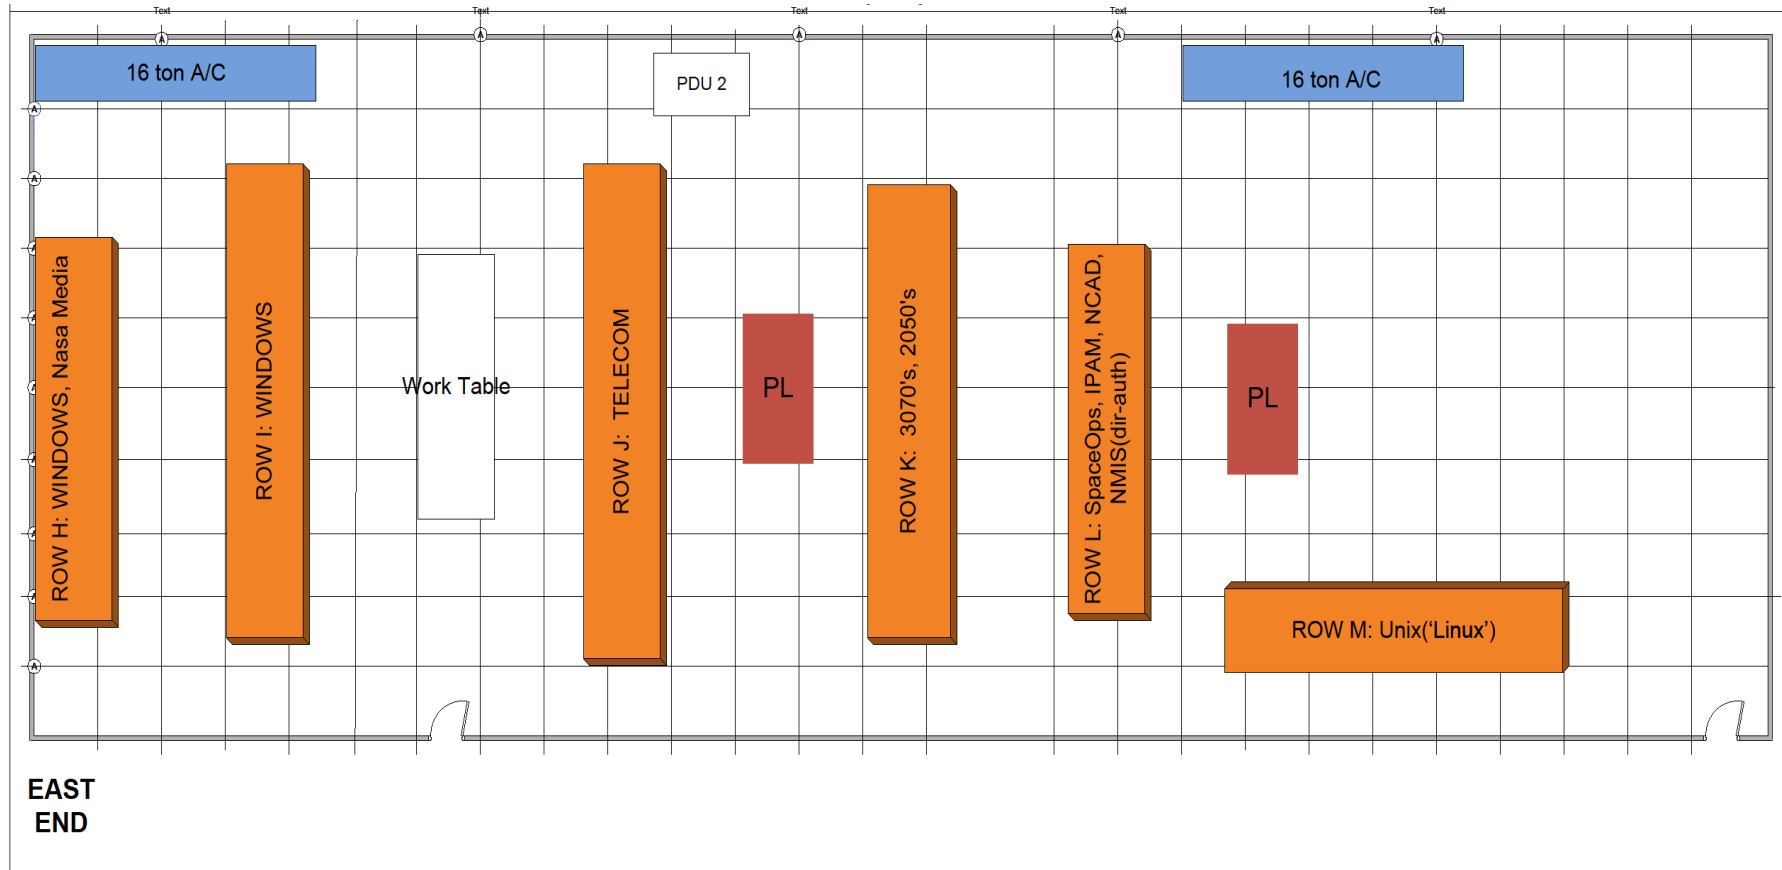 Text
Text
Text
Text
Text
A
A
A
A
A
16 ton A/C
PDU 2
16 ton A/C
A
A
A
A
A
A
A
A
A
ROW H: WINDOWS, Nasa Media
ROW I: WINDOWS
Work Table
ROW J: TELECOM
PL
ROW K: 3070's, 2050's
ROW L: SpaceOps, IPAM, NCAD,
NMIS(dir-auth)
PL
ROW M: Unix(‘Linux’)
EAST
END